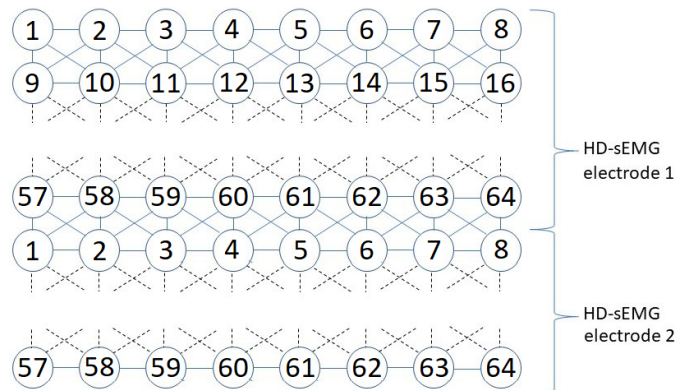 1 2 3 4 5 6 7 8
9 10 11 12 13 14 15 16
HD-sEMG
electrode 1
57 58 59 60 61 62 63 64
1 2 3 4 5 6 7 8
HD-sEMG
electrode 2
57 58 59 60 61 62 63 64